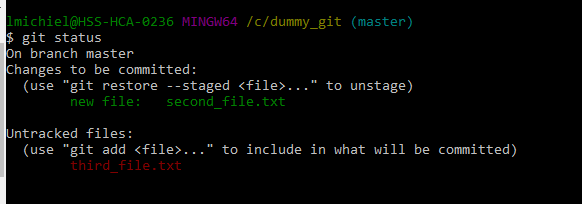 lmichiel@HSS-HCA-0236 MINGW64 /c/dummy_git (master)
$ git status
On branch master
Changes to be committed:
  (use "git restore --staged <file>..." to unstage)
        new file:   second_file.txt

Untracked files:
  (use "git add <file>..." to include in what will be committed)
        third_file.txt